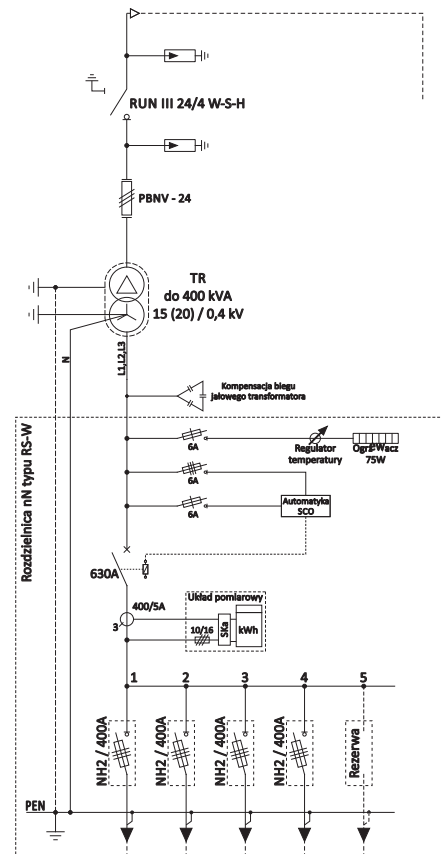 RUN III 24/4 W-S-H
PBNV - 24
TR
do 400 kVA
15 (20) / 0,4 kV
N
L1,L2,L3
Kompensacja biegu
jałowego transformatora
Rozdzielnica nN typu RS-W
6A
Regulator
temperatury
75W
6A
6A
Automatyka
SCO
630A
400/5A
3
Układ pomiarowy
10/16
SKa
kWh
1
2
3
4
5
NH2 / 400A
NH2 / 400A
NH2 / 400A
NH2 / 400A
Rezerwa
PEN